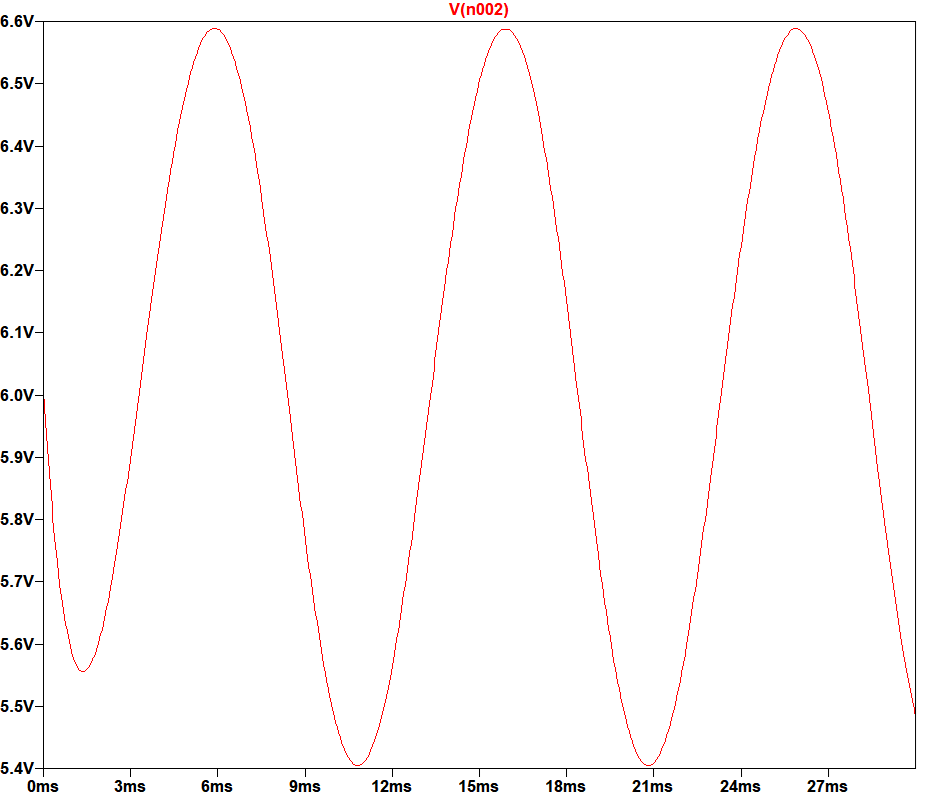 V(n002)
6.6V
6.5V
6.4V
6.3V
6.2V
6.1V
6.0V
5.9V
5.8V
5.7V
5.6V
5.5V
5.4V
0ms 3ms 6ms 9ms 12ms 15ms 18ms 21ms 24ms 27ms